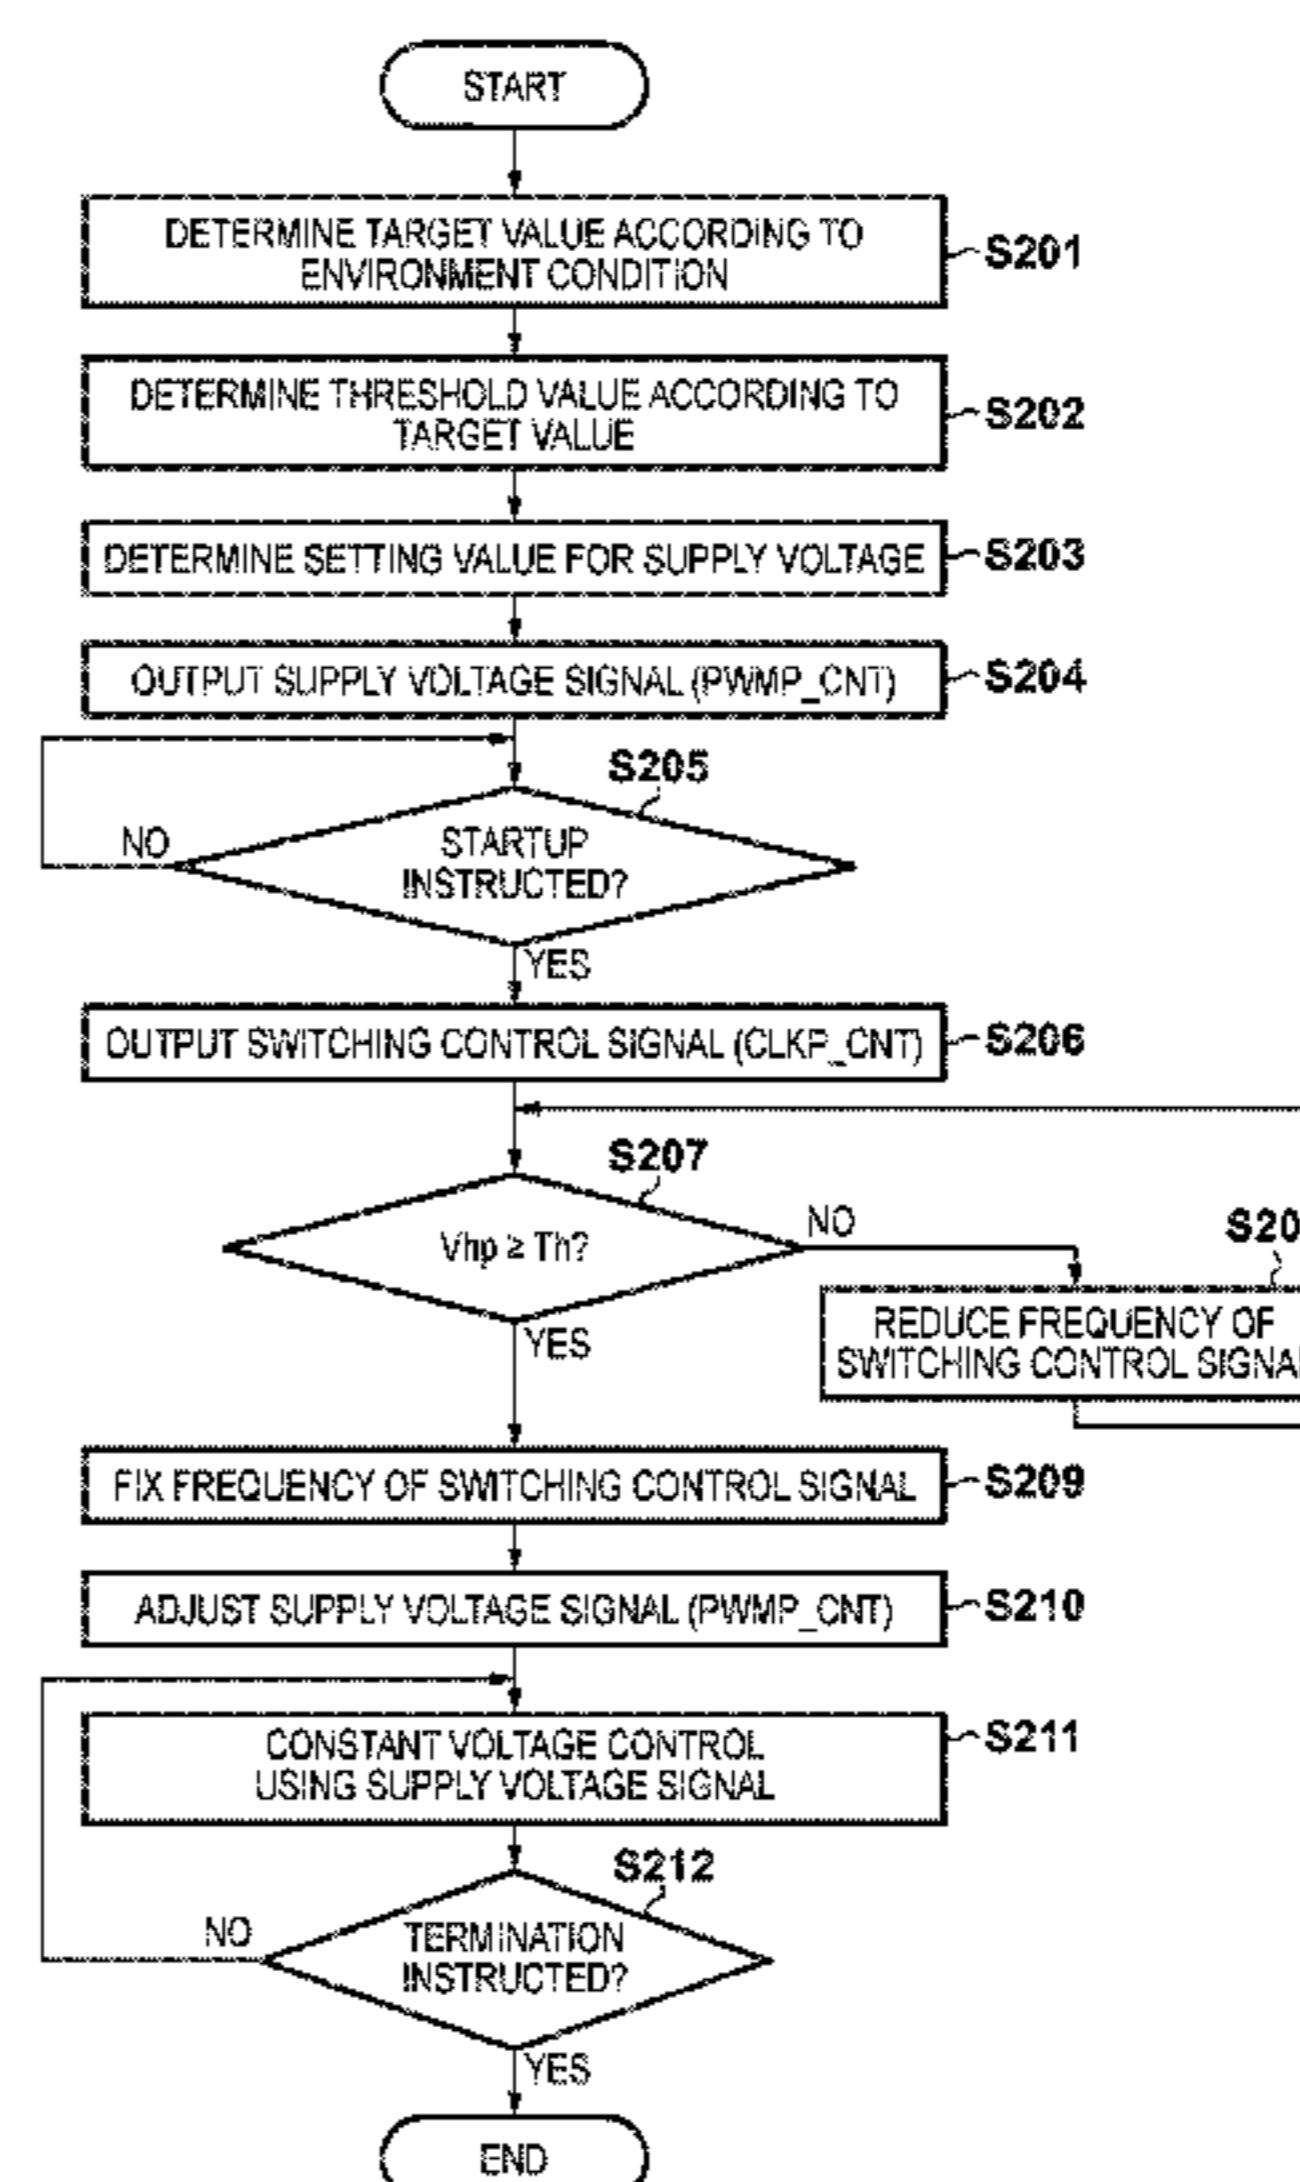 START
DETERMINE TARGET VALUE ACCORDING TO
ENVIRONMENT CONDITION
S201
DETERMINE THRESHOLD VALUE ACCORDING TO
TARGET VALUE
S202
DETERMINE SETTING VALUE FOR SUPPLY VOLTAGE
S203
OUTPUT SUPPLY VOLTAGE SIGNAL (PWMP_CNT)
S204
S205
NO
STARTUP
INSTRUCTED?
YES
OUTPUT SWITCHING CONTROL SIGNAL (CLKP_CNT)
S206
S207
Vhp ≥ Th?
NO
YES
REDUCE FREQUENCY OF
SWITCHING CONTROL
FIX FREQUENCY OF SWITCHING CONTROL SIGNAL
S209
ADJUST SUPPLY VOLTAGE SIGNAL (PWMP_CNT)
S210
CONSTANT VOLTAGE CONTROL
USING SUPPLY VOLTAGE SIGNAL
S211
S212
NO
TERMINATION
INSTRUCTED?
YES
END